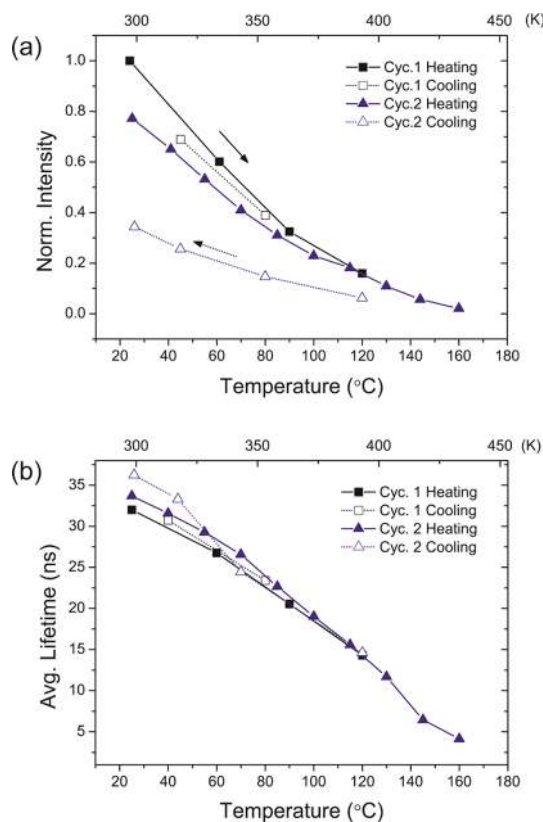 300 350 400 450 (K)
(a)
Cyc.1 Heating
Cyc.1 Cooling
Cyc.2 Heating
Cyc.2 Cooling
1.0
0.8
0.6
0.4
0.2
0.0
Norm. Intensity
20 40 60 80 100 120 140 160 180
Temperature (°C)
300 350 400 450 (K)
(b)
Cyc. 1 Heating
Cyc. 1 Cooling
Cyc. 2 Heating
Cyc. 2 Cooling
35
30
25
20
15
10
5
Avg. Lifetime (ns)
20 40 60 80 100 120 140 160 180
Temperature (°C)